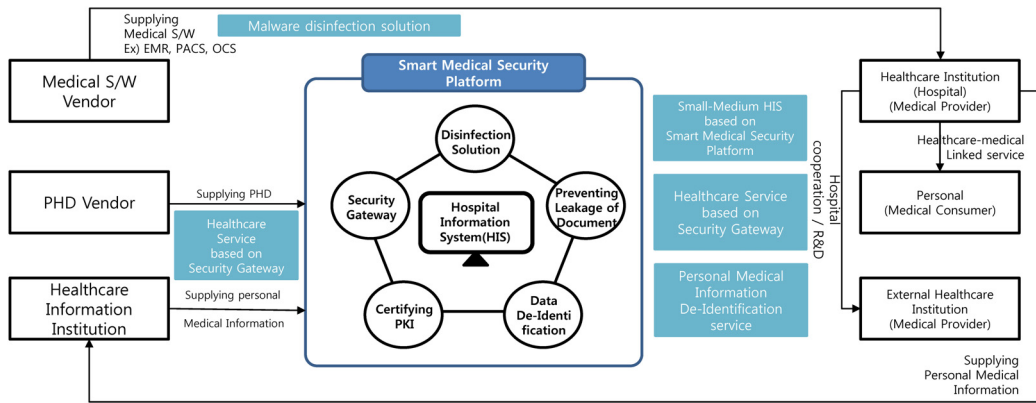 Supplying
Medical S/W
Ex) EMR, PACS, OCS
Malware disinfection solution
Medical S/W
Vendor
Smart Medical Security
Platform
Healthcare Institution
(Hospital)
(Medical Provider)
Disinfection
Solution
Small-Medium HIS
based on
Smart Medical Security
Platform
Healthcare-medical
Linked service
PHD Vendor
Supplying PHD
Security
Gateway
Hospital
Information
System(HIS)
Preventing
Leakage of
Document
Healthcare Service
based on
Security Gateway
Hospital
cooperation / R&D
Personal
(Medical Consumer)
Healthcare
Service
based on
Security Gateway
Healthcare
Information
Institution
Supplying personal
Medical Information
Certifying
PKI
Data
De-Identi
fication
Personal Medical
Information
De-Identification
service
External Healthcare
Institution
(Medical Provider)
Supplying
Personal Medical
Information